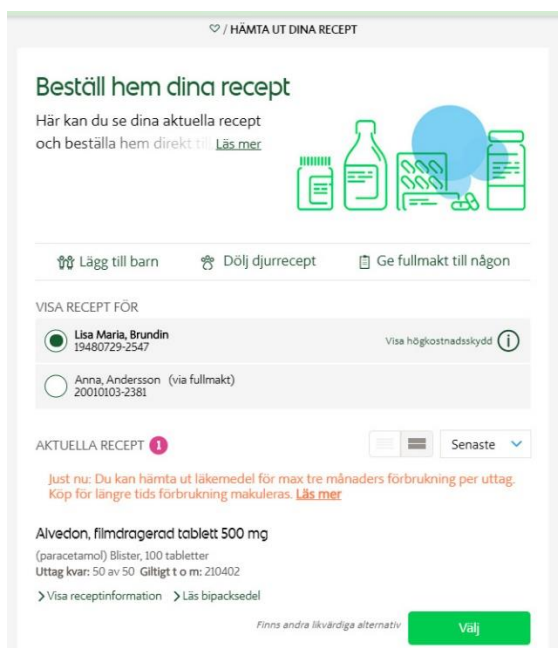 / HÄMTA UT DINA RECEPT
Beställ hem dina recept
Här kan du se dina aktuella recept
och beställa hem direkt till Läs mer
Lägg till barn Dölj djurrecept Ge fullmakt till någon
VISA RECEPT FÖR
Lisa Maria, Brundin
19480729-2547
Visa högkostnadsskydd i
Anna, Andersson (via fullmakt)
20010103-2381
AKTUELLA RECEPT 1 Senaste
Just nu: Du kan hämta ut läkemedel för max tre månaders förbrukning per uttag.
Köp för längre tids förbrukning makuleras. Läs mer
Alvedon, filmdragerad tablett 500 mg
(paracetamol) Blister, 100 tabletter
Uttag kvar: 50 av 50 Giltigt t o m: 210402
Visa receptinformation Läs bipacksedel
Finns andra likvärdiga alternativ Välj